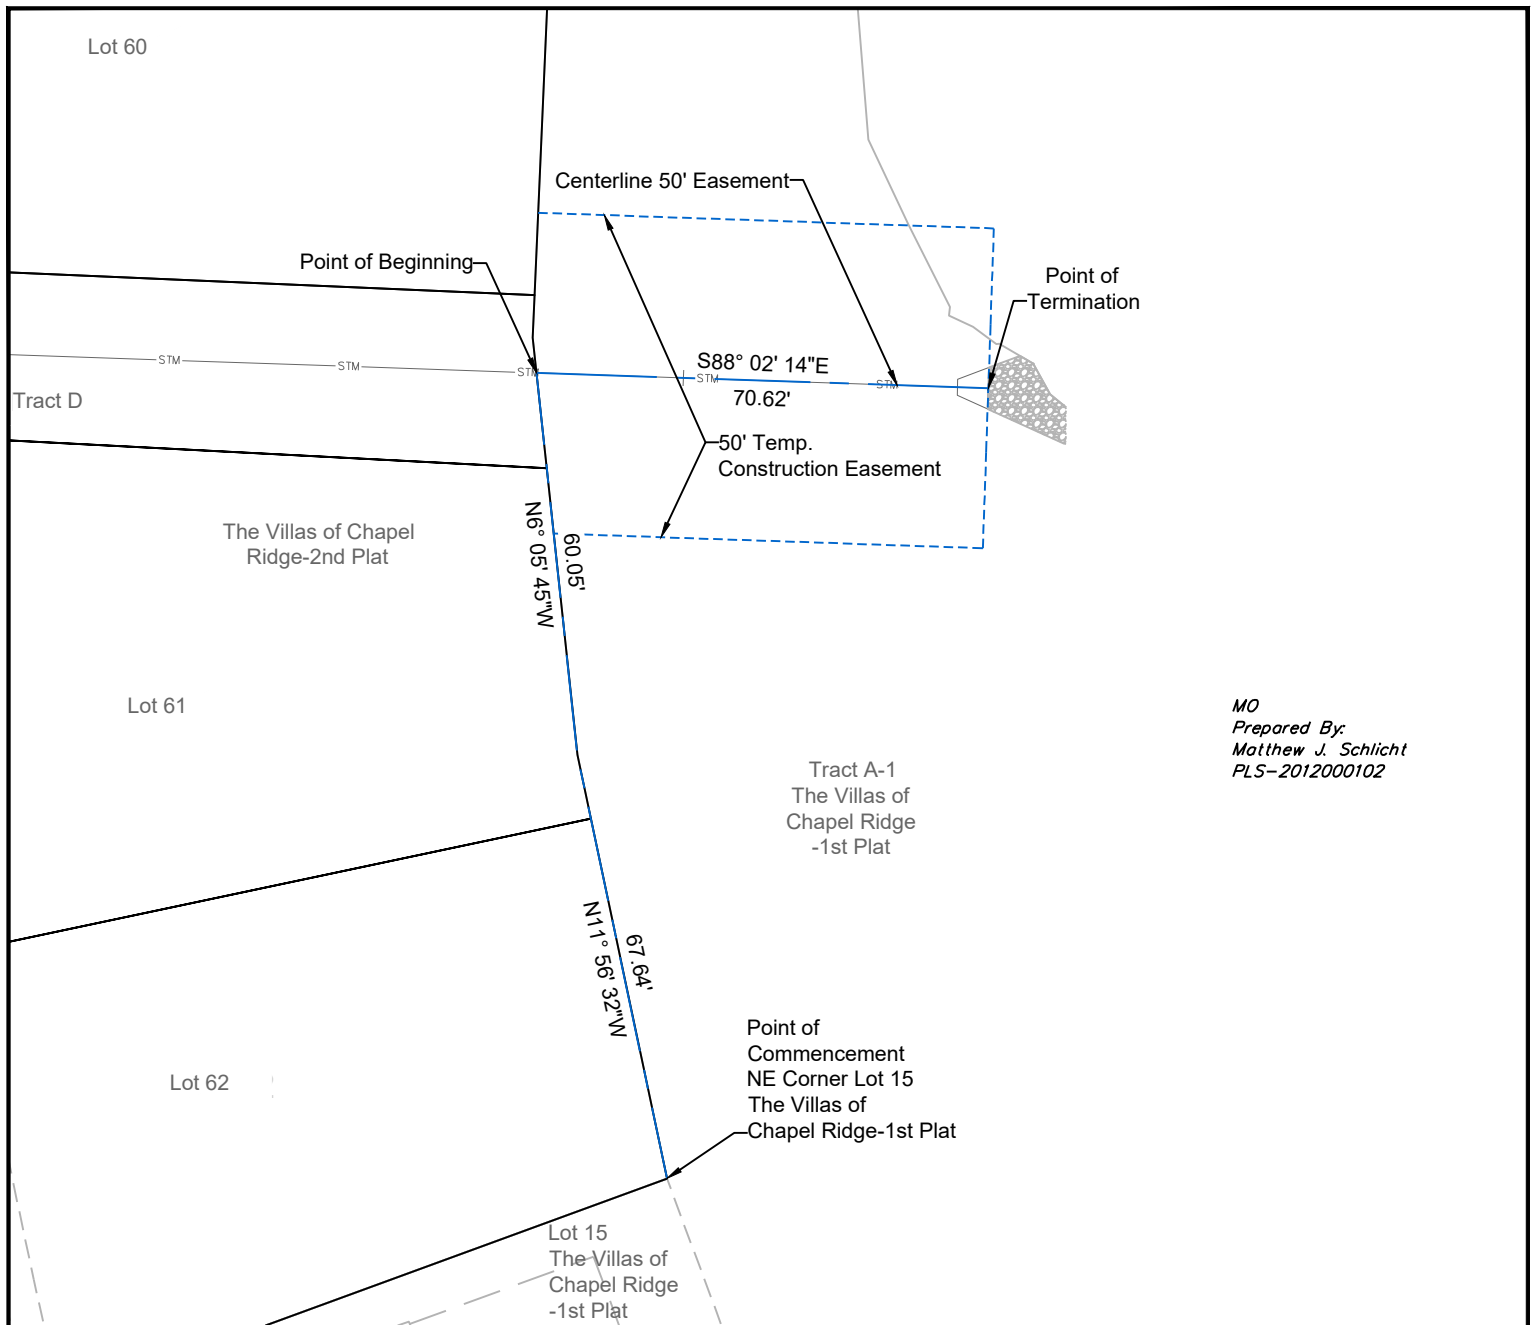 Lot 60
Centerline 50' Easement
Point of Beginning
Point of
Termination
STM
STM
STM
S88° 02' 14"E
STM
STM
70.62'
Tract D
50' Temp.
Construction Easement
The Villas of Chapel
Ridge-2nd Plat
N6° 05' 45"W
60.05'
Lot 61
MO
Prepared By:
Matthew J. Schlicht
PLS-2012000102
Tract A-1
The Villas of
Chapel Ridge
-1st Plat
N11° 56' 32"W
67.64'
Point of
Commencement
NE Corner Lot 15
The Villas of
Chapel Ridge-1st Plat
Lot 62
Lot 15
The Villas of
Chapel Ridge
-1st Plat